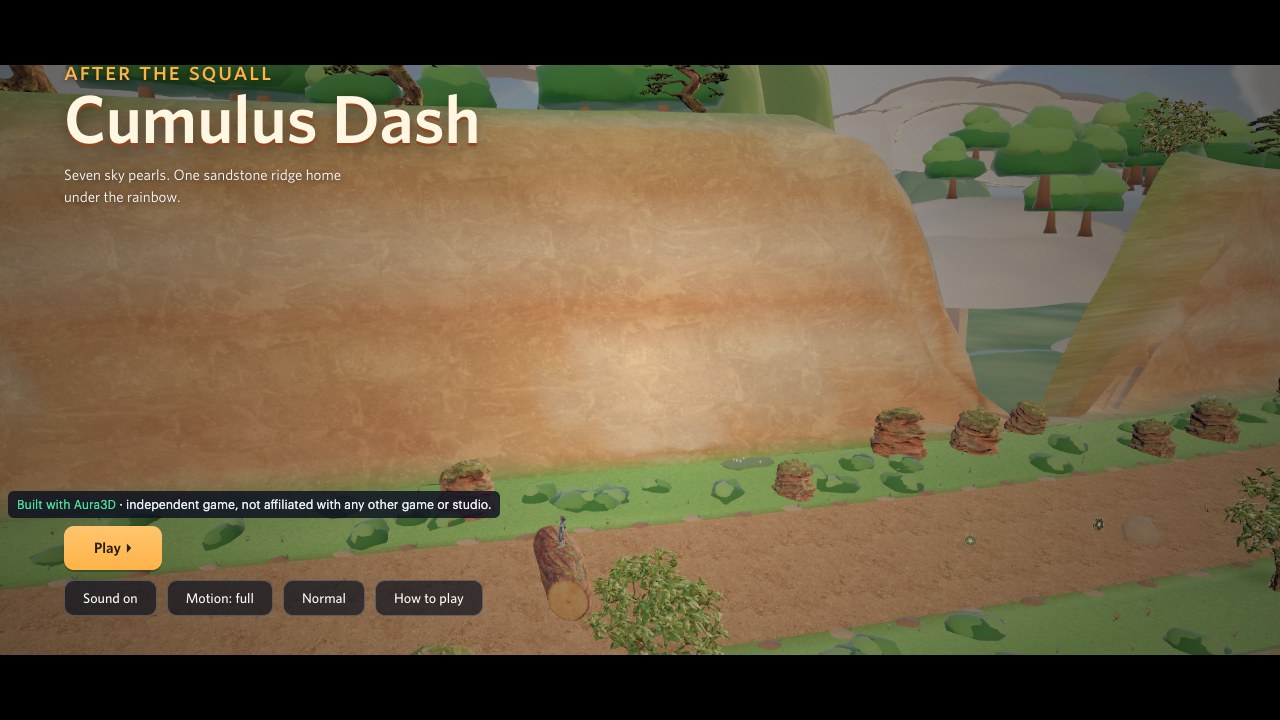 AFTER THE SQUALL
Cumulus Dash
Seven sky pearls. One sandstone ridge home
under the rainbow.
Built with Aura3D · independent game, not affiliated with any other game or studio.
Play
Sound on
Motion: full
Normal
How to play